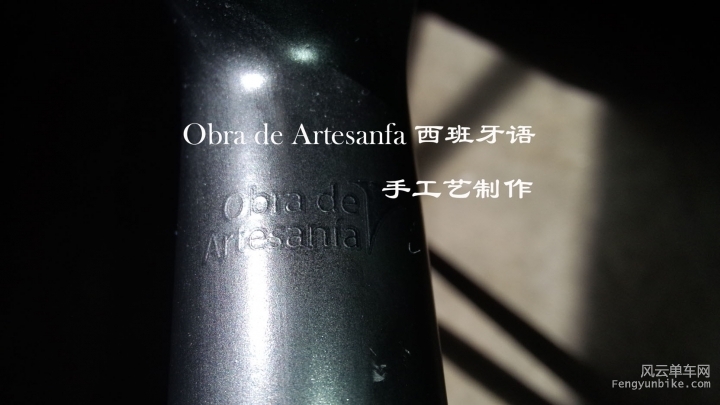 Obra de Artesanfa 西班牙语
手工艺制作
Obra de
Artesanía
风云单车网
Fengyunbike.com